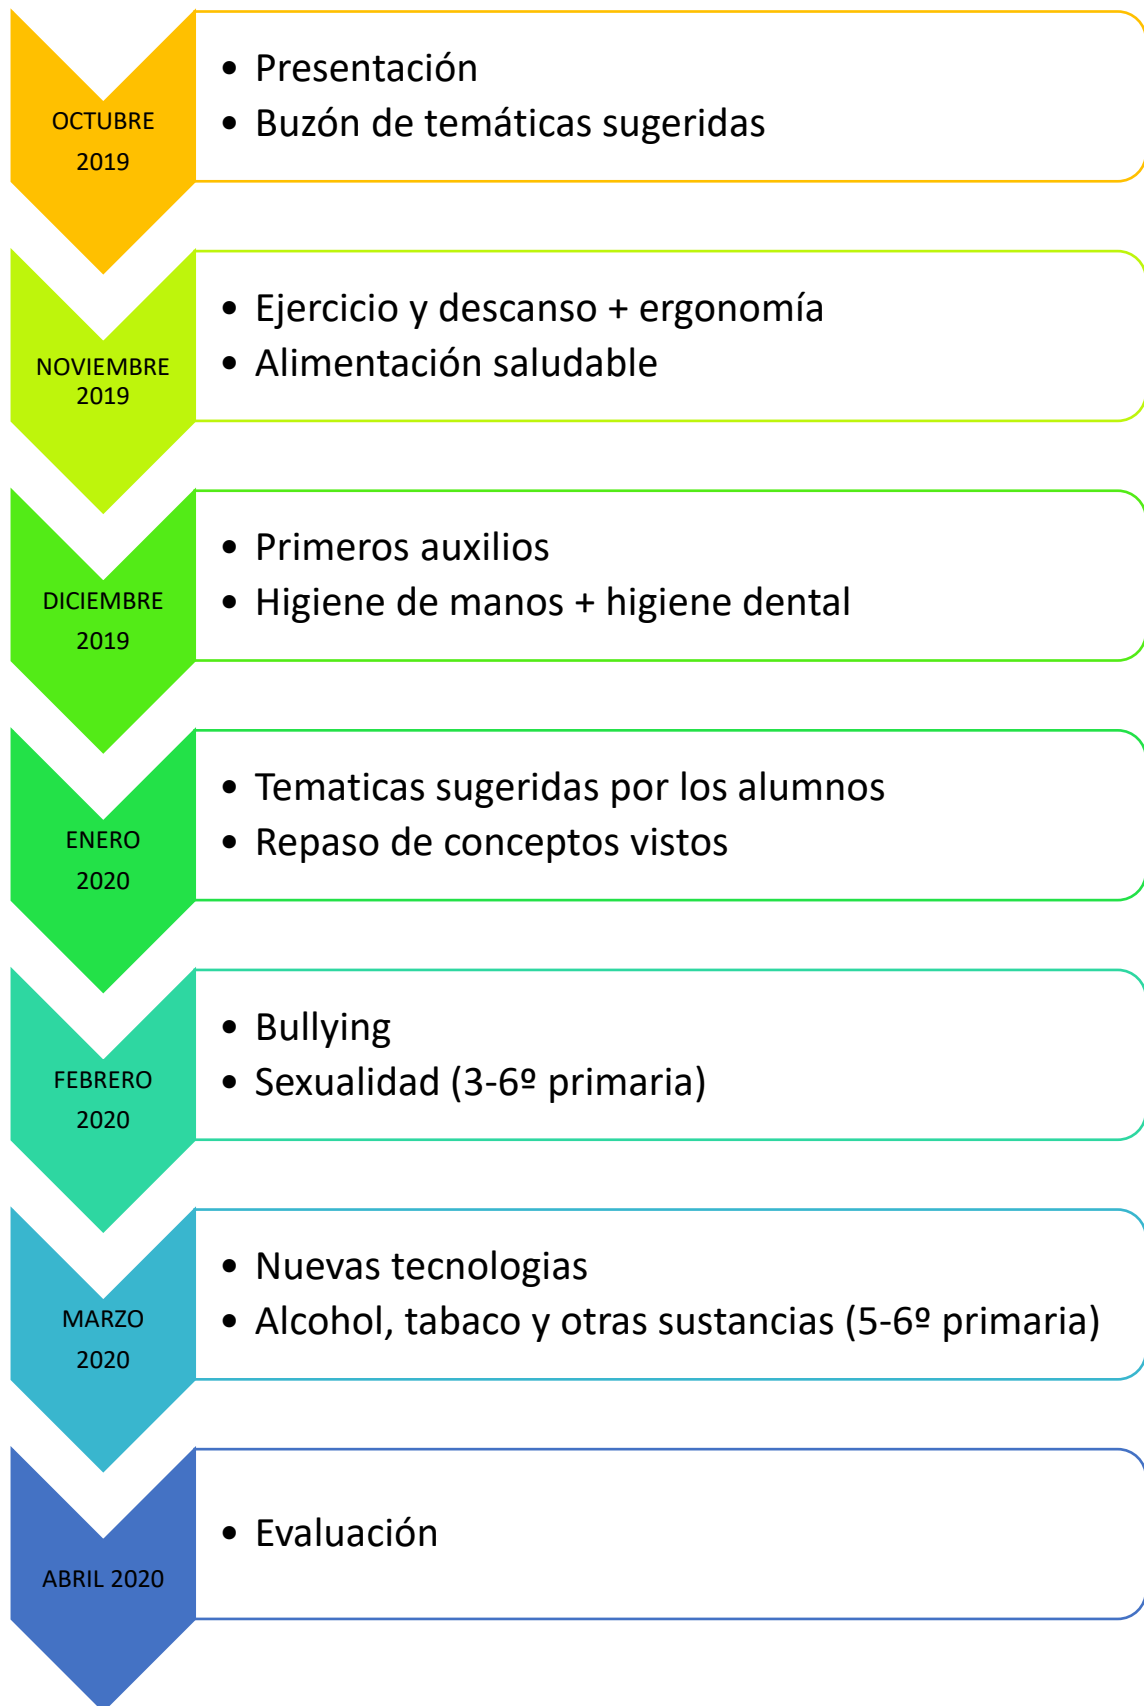 OCTUBRE
2019
• Presentación
• Buzón de temáticas sugeridas
NOVIEMBRE
2019
• Ejercicio y descanso + ergonomía
• Alimentación saludable
DICIEMBRE
2019
• Primeros auxilios
• Higiene de manos + higiene dental
ENERO
2020
• Tematicas sugeridas por los alumnos
• Repaso de conceptos vistos
FEBRERO
2020
• Bullying
• Sexualidad (3-6º primaria)
MARZO
2020
• Nuevas tecnologias
• Alcohol, tabaco y otras sustancias (5-6º primaria)
ABRIL 2020
• Evaluación